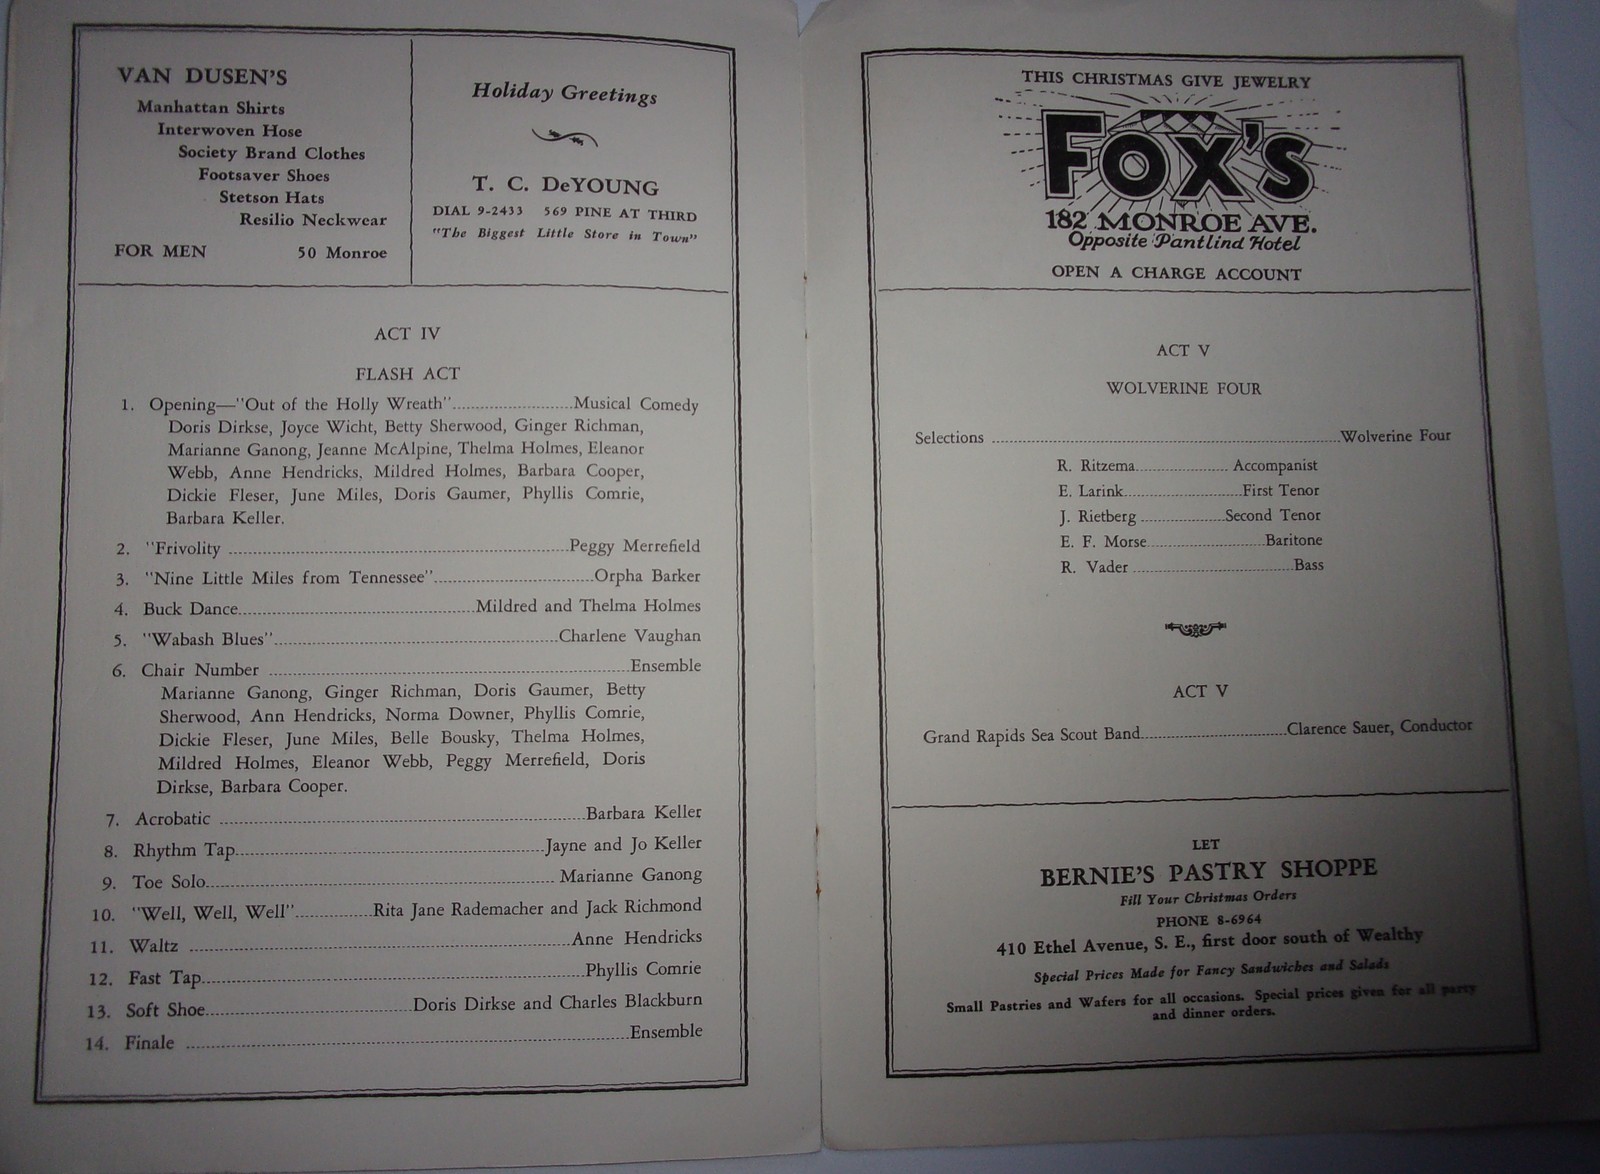 VAN DUSEN'S
Manhattan Shirts
Interwoven Hose
Society Brand Clothes
Footsaver Shoes
Stetson Hats
Resilio Neckwear
FOR MEN 50 Monroe
Holiday Greetings
T. C. DeYOUNG
DIAL 9-2433 569 PINE AT THIRD
"The Biggest Little Store in Town"
ACT IV
FLASH ACT
1. Opening—"Out of the Holly Wreath"........................Musical Comedy
Doris Dirkse, Joyce Wicht, Betty Sherwood, Ginger Richman,
Marianne Ganong, Jeanne McAlpine, Thelma Holmes, Eleanor
Webb, Anne Hendricks, Mildred Holmes, Barbara Cooper,
Dickie Fleser, June Miles, Doris Gaumer, Phyllis Comrie,
Barbara Keller.
2. "Frivolity ........................Peggy Merrefield
3. "Nine Little Miles from Tennessee"........................Orpha Barker
4. Buck Dance........................Mildred and Thelma Holmes
5. "Wabash Blues"........................Charlene Vaughan
6. Chair Number ........................Ensemble
Marianne Ganong, Ginger Richman, Doris Gaumer, Betty
Sherwood, Ann Hendricks, Norma Downer, Phyllis Comrie,
Dickie Fleser, June Miles, Belle Bousky, Thelma Holmes,
Mildred Holmes, Eleanor Webb, Peggy Merrefield, Doris
Dirkse, Barbara Cooper.
7. Acrobatic ........................Barbara Keller
8. Rhythm Tap........................Jayne and Jo Keller
9. Toe Solo........................ Marianne Ganong
10. "Well, Well, Well"...............Rita Jane Rademacher and Jack Richmond
11. Waltz ........................Anne Hendricks
12. Fast Tap........................Phyllis Comrie
13. Soft Shoe........................Doris Dirkse and Charles Blackburn
14. Finale ........................Ensemble
THIS CHRISTMAS GIVE JEWELRY
FOX'S
182 MONROE AVE.
Opposite Pantlind Hotel
OPEN A CHARGE ACCOUNT
ACT V
WOLVERINE FOUR
Selections ........................Wolverine Four
R. Ritzema........................ Accompanist
E. Larink........................First Tenor
J. Rietberg ........................Second Tenor
E. F. Morse........................Baritone
R. Vader ........................Bass
ACT V
Grand Rapids Sea Scout Band........................Clarence Sauer, Conductor
LET
BERNIE'S PASTRY SHOPPE
Fill Your Christmas Orders
PHONE 8-6964
410 Ethel Avenue, S. E., first door south of Wealthy
Special Prices Made for Fancy Sandwiches and Salads
Small Pastries and Wafers for all occasions. Special prices given for all party
and dinner orders.